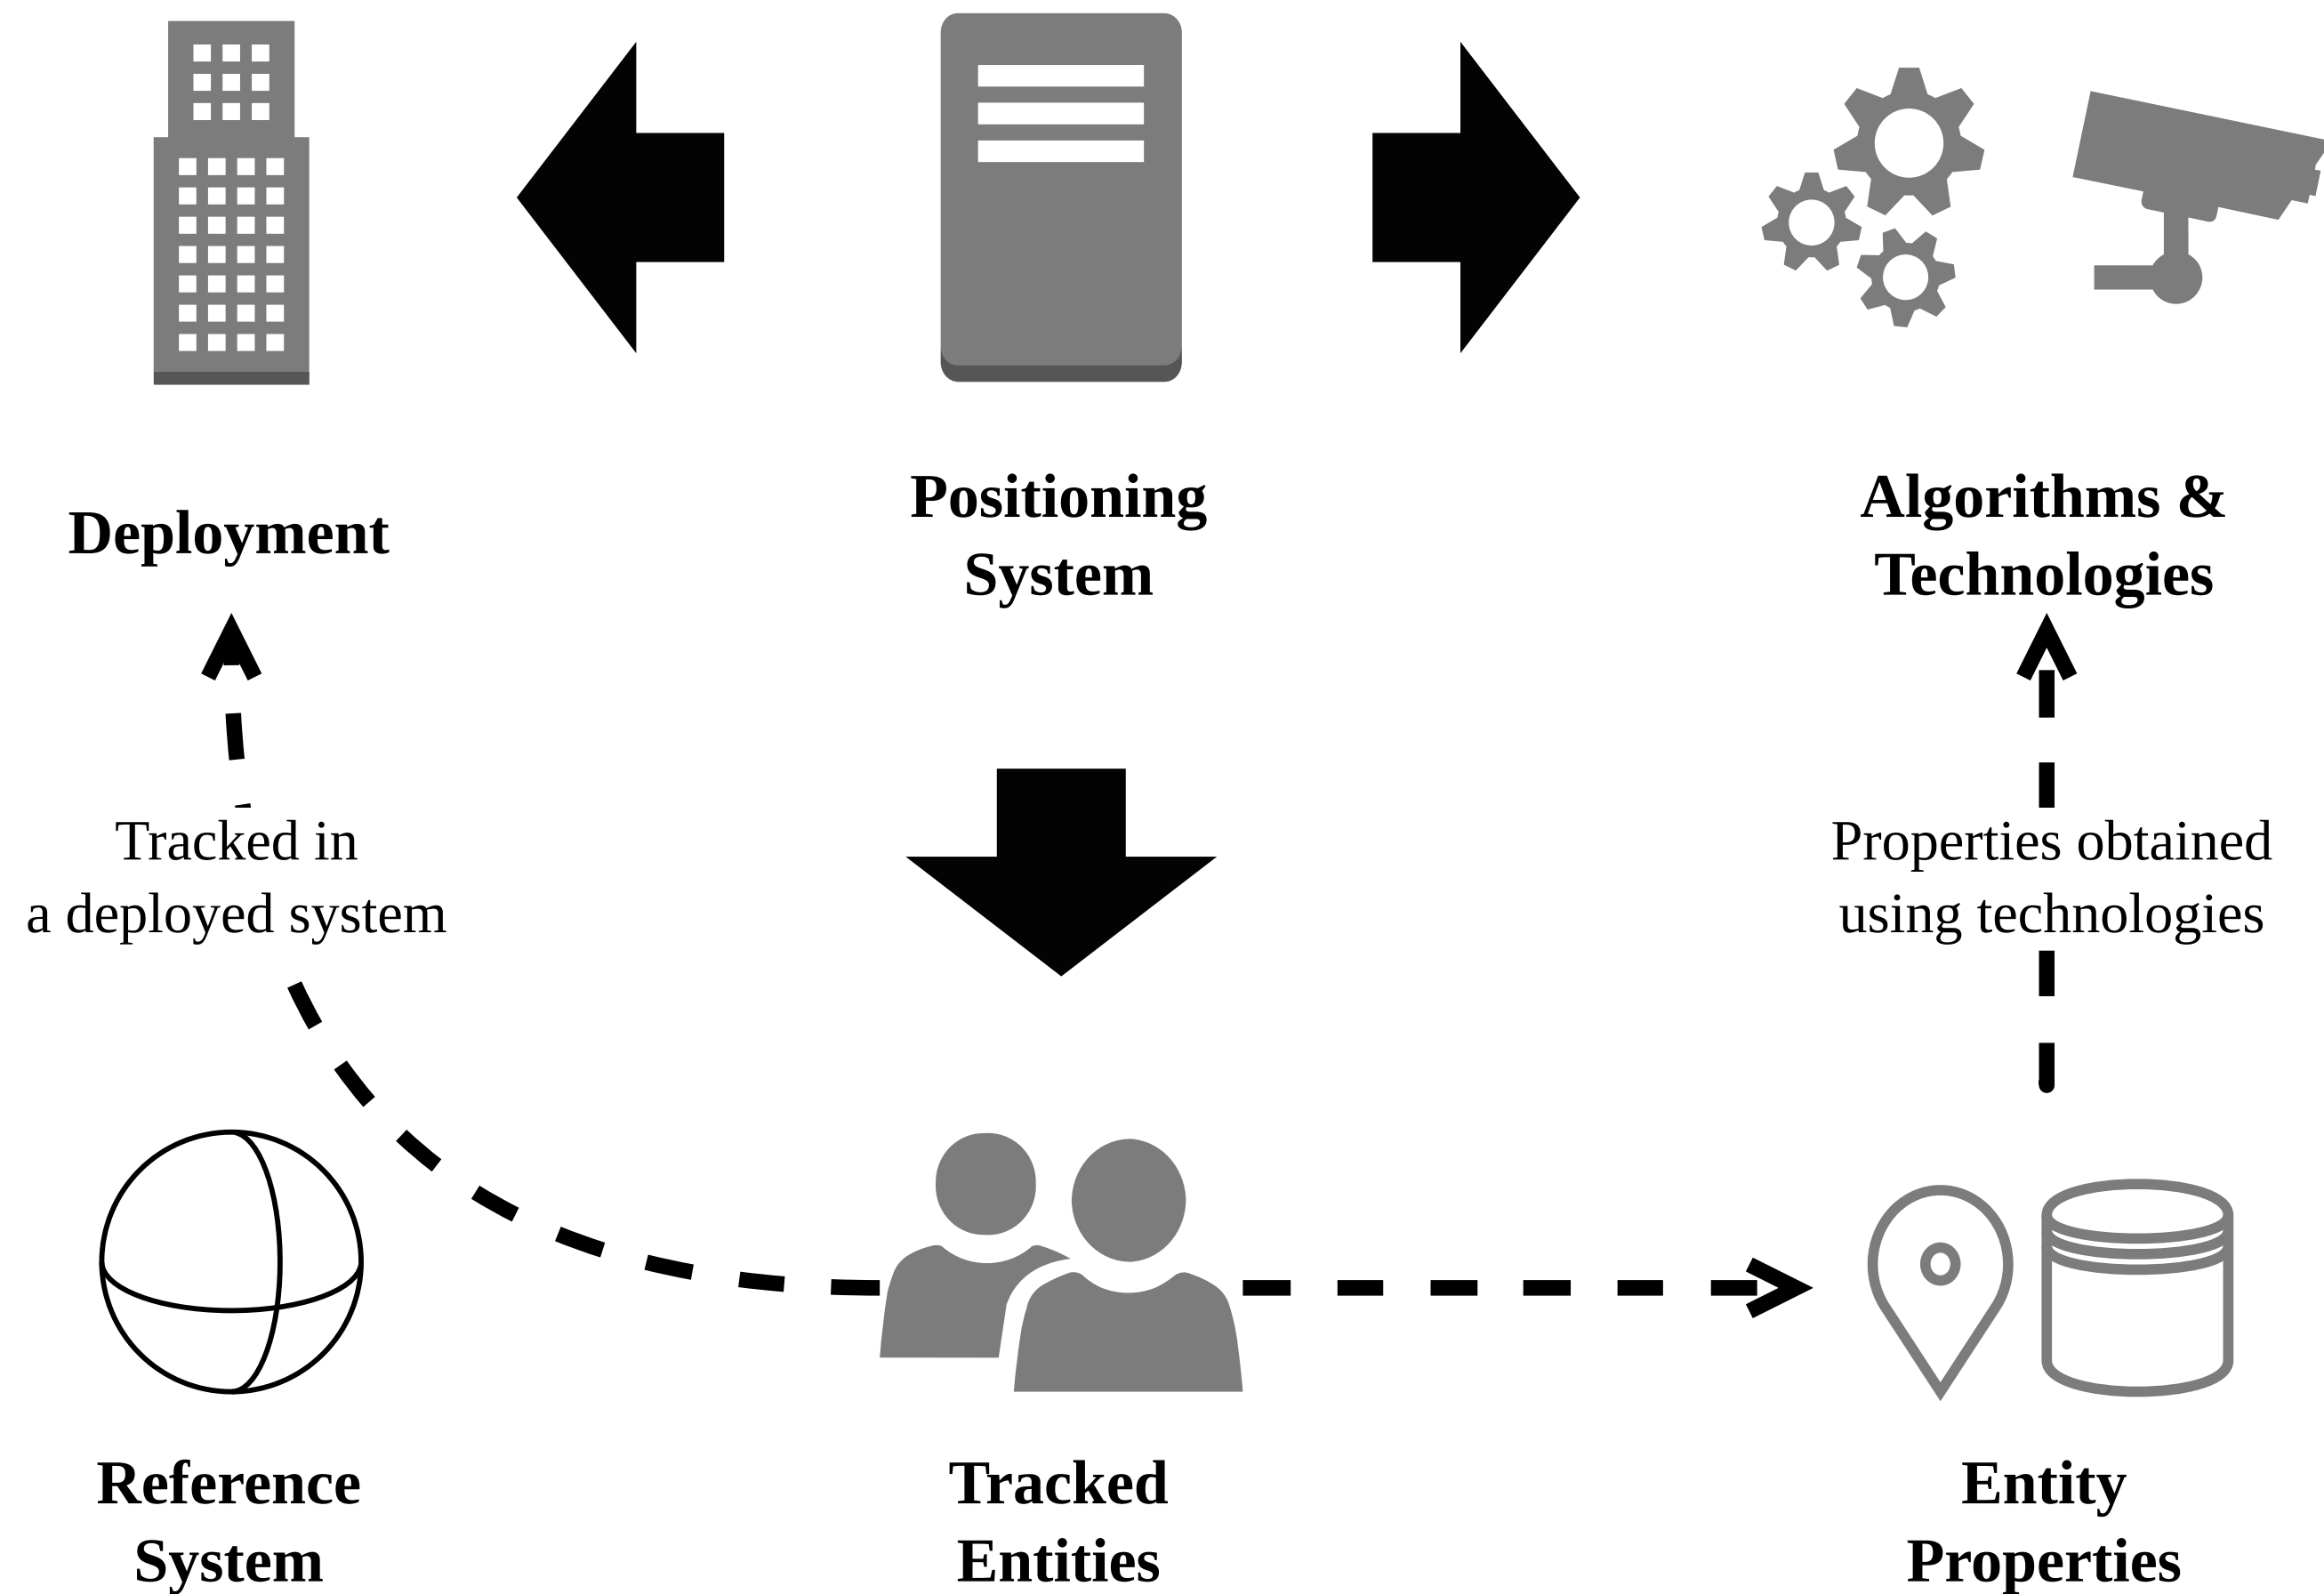 Deployment
Positioning
System
Algorithms &
Technologies
Tracked in
a deployed system
Properties obtained
using technologies
Reference
System
Tracked
Entities
Entity
Properties